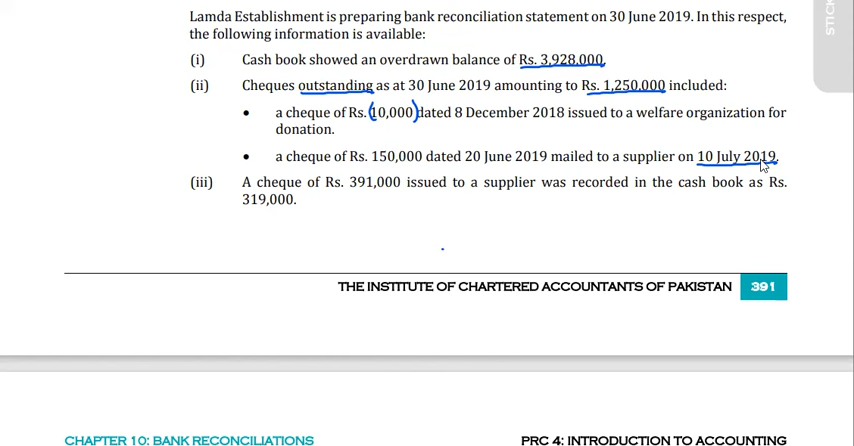 STICK
Lamda Establishment is preparing bank reconciliation statement on 30 June 2019. In this respect,
the following information is available:
(i) Cash book showed an overdrawn balance of Rs. 3,928,000.
(ii) Cheques outstanding as at 30 June 2019 amounting to Rs. 1,250,000 included:
• a cheque of Rs. (10,000) dated 8 December 2018 issued to a welfare organization for
donation.
• a cheque of Rs. 150,000 dated 20 June 2019 mailed to a supplier on 10 July 2019.
(iii) A cheque of Rs. 391,000 issued to a supplier was recorded in the cash book as Rs.
319,000.
THE INSTITUTE OF CHARTERED ACCOUNTANTS OF PAKISTAN 391
CHAPTER 10: BANK RECONCILIATIONS PRC 4: INTRODUCTION TO ACCOUNTING